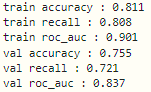 train accuracy : 0.811
train recall : 0.808
train roc_auc : 0.901
val accuracy : 0.755
val recall : 0.721
val roc_auc : 0.837